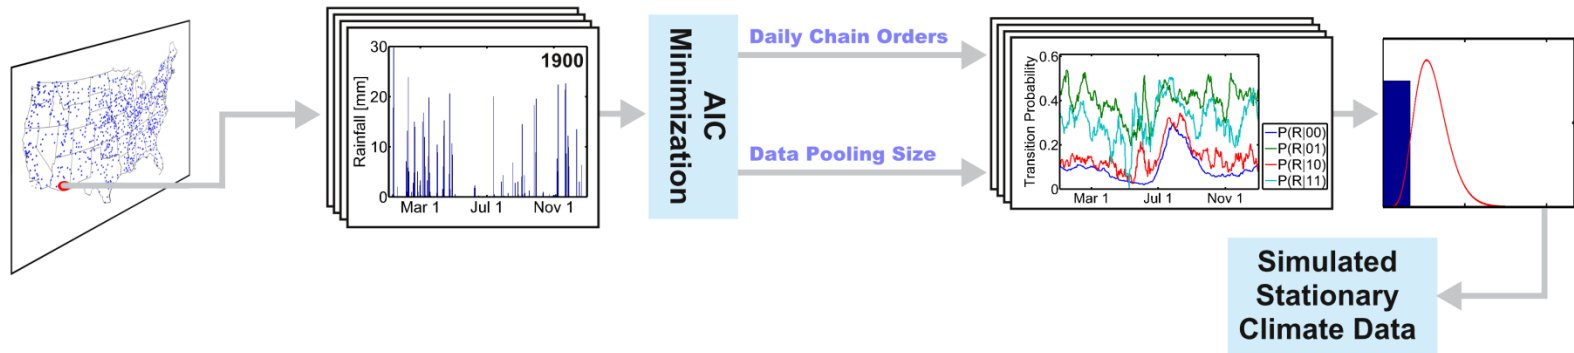 30
20
10
0
Rainfall [mm]
1900
Mar 1
Jul 1
Nov 1
AIC
Minimization
Daily Chain Orders
Data Pooling Size
0.6
0.4
0.2
0
Transition Probability
Mar 1
Jul 1
Nov 1
P(R|00)
P(R|01)
P(R|10)
P(R|11)
Simulated
Stationary
Climate Data